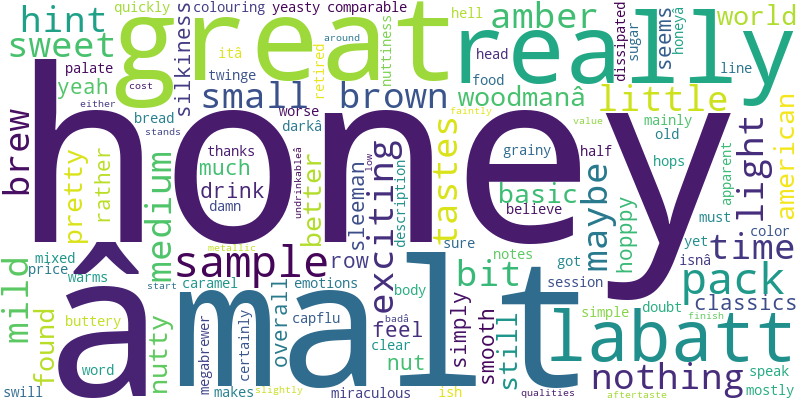 quickly
colouring
yeasty
comparable
hell
hint
great
really
amber
world
sweet
itâ
around
head
dissipated
sugar
seems
honeyâ
palate
twinge
retired
nuttiness
food
line
yeah
cost
silkiness
small
brown
woodmanâ
little
either
bread
worse
stands
darkâ
faintly
value
mainly
old
brew
honey
thanks
undrinkableâ
low
grainy
half
hops
apparent
light
american
pretty
rather
much
drink
damn
better
exciting
sleeman
description
tastes
basic
believe
maybe
hopppy
must
color
medium
metallic
sure
yet
isnâ
time
mild
mixed
price
warms
start
sample
row
bit
notes
got
pack
â
malt
labatt
caramel
emotions
body
session
simple
doubt
classics
found
buttery
nutty
word
megabrewer
certainly
overall
capflu
feel
clear
simply
smooth
still
finish
nothing
speak
swill
makes
slightly
miraculous
nut
badâ
ish
qualities
aftertaste
mostly